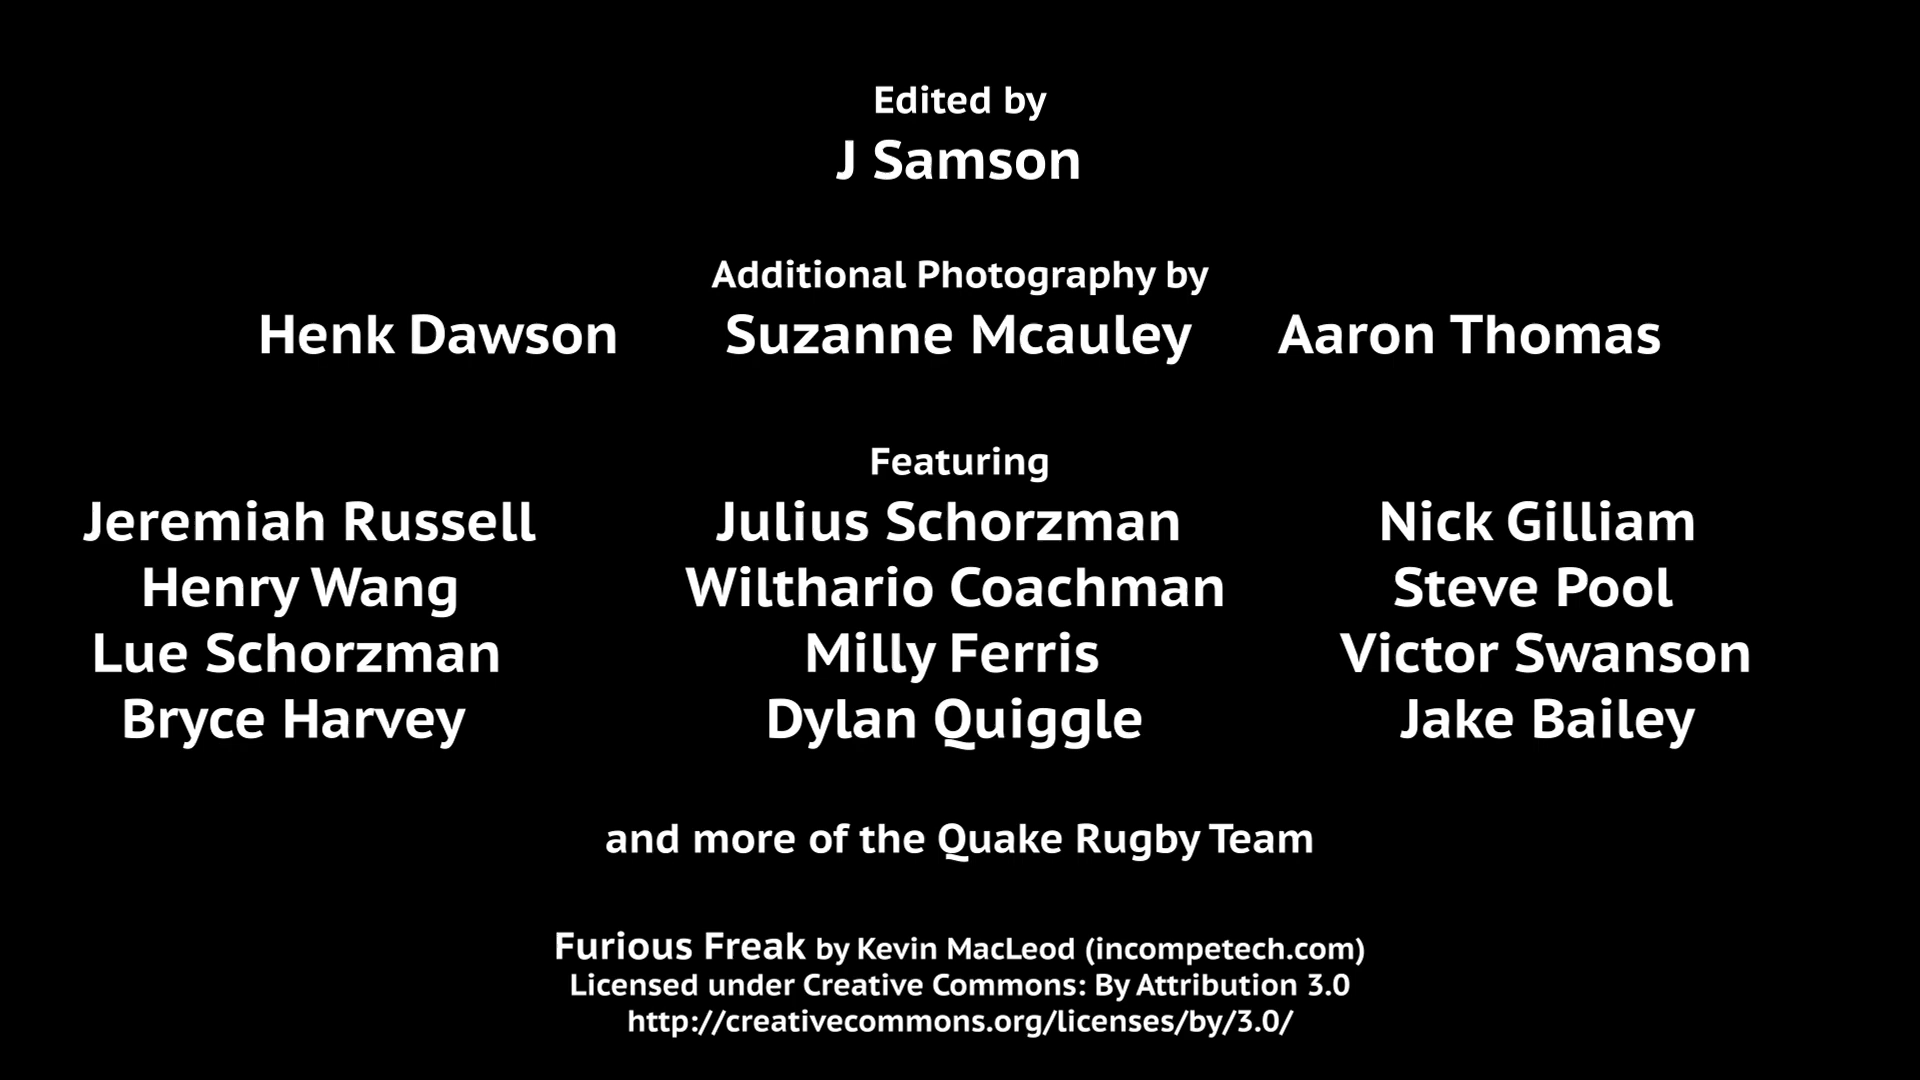 Edited by
J Samson
Additional Photography by
Henk Dawson Suzanne Mcauley Aaron Thomas
Featuring
Jeremiah Russell Julius Schorzman Nick Gilliam
Henry Wang Wilthario Coachman Steve Pool
Lue Schorzman Milly Ferris Victor Swanson
Bryce Harvey Dylan Quiggle Jake Bailey
and more of the Quake Rugby Team
Furious Freak by Kevin MacLeod (incompetech.com)
Licensed under Creative Commons: By Attribution 3.0
http://creativecommons.org/licenses/by/3.0/